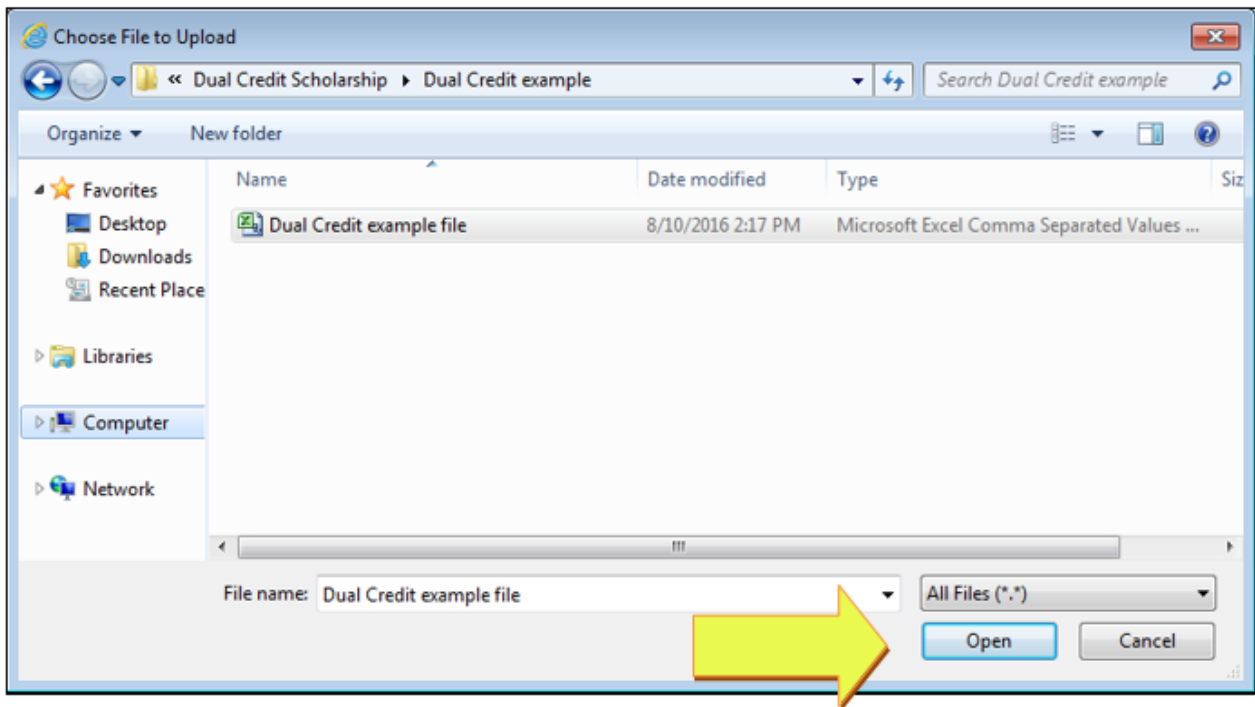 Choose File to Upload
« Dual Credit Scholarship ▸ Dual Credit example
Search Dual Credit example
Organize
New folder
Name
Date modified
Type
Siz
Favorites
Desktop
Downloads
Recent Place
Libraries
Computer
Network
Dual Credit example file
8/10/2016 2:17 PM
Microsoft Excel Comma Separated Values ...
File name:
Dual Credit example file
All Files (*.*)
Open
Cancel